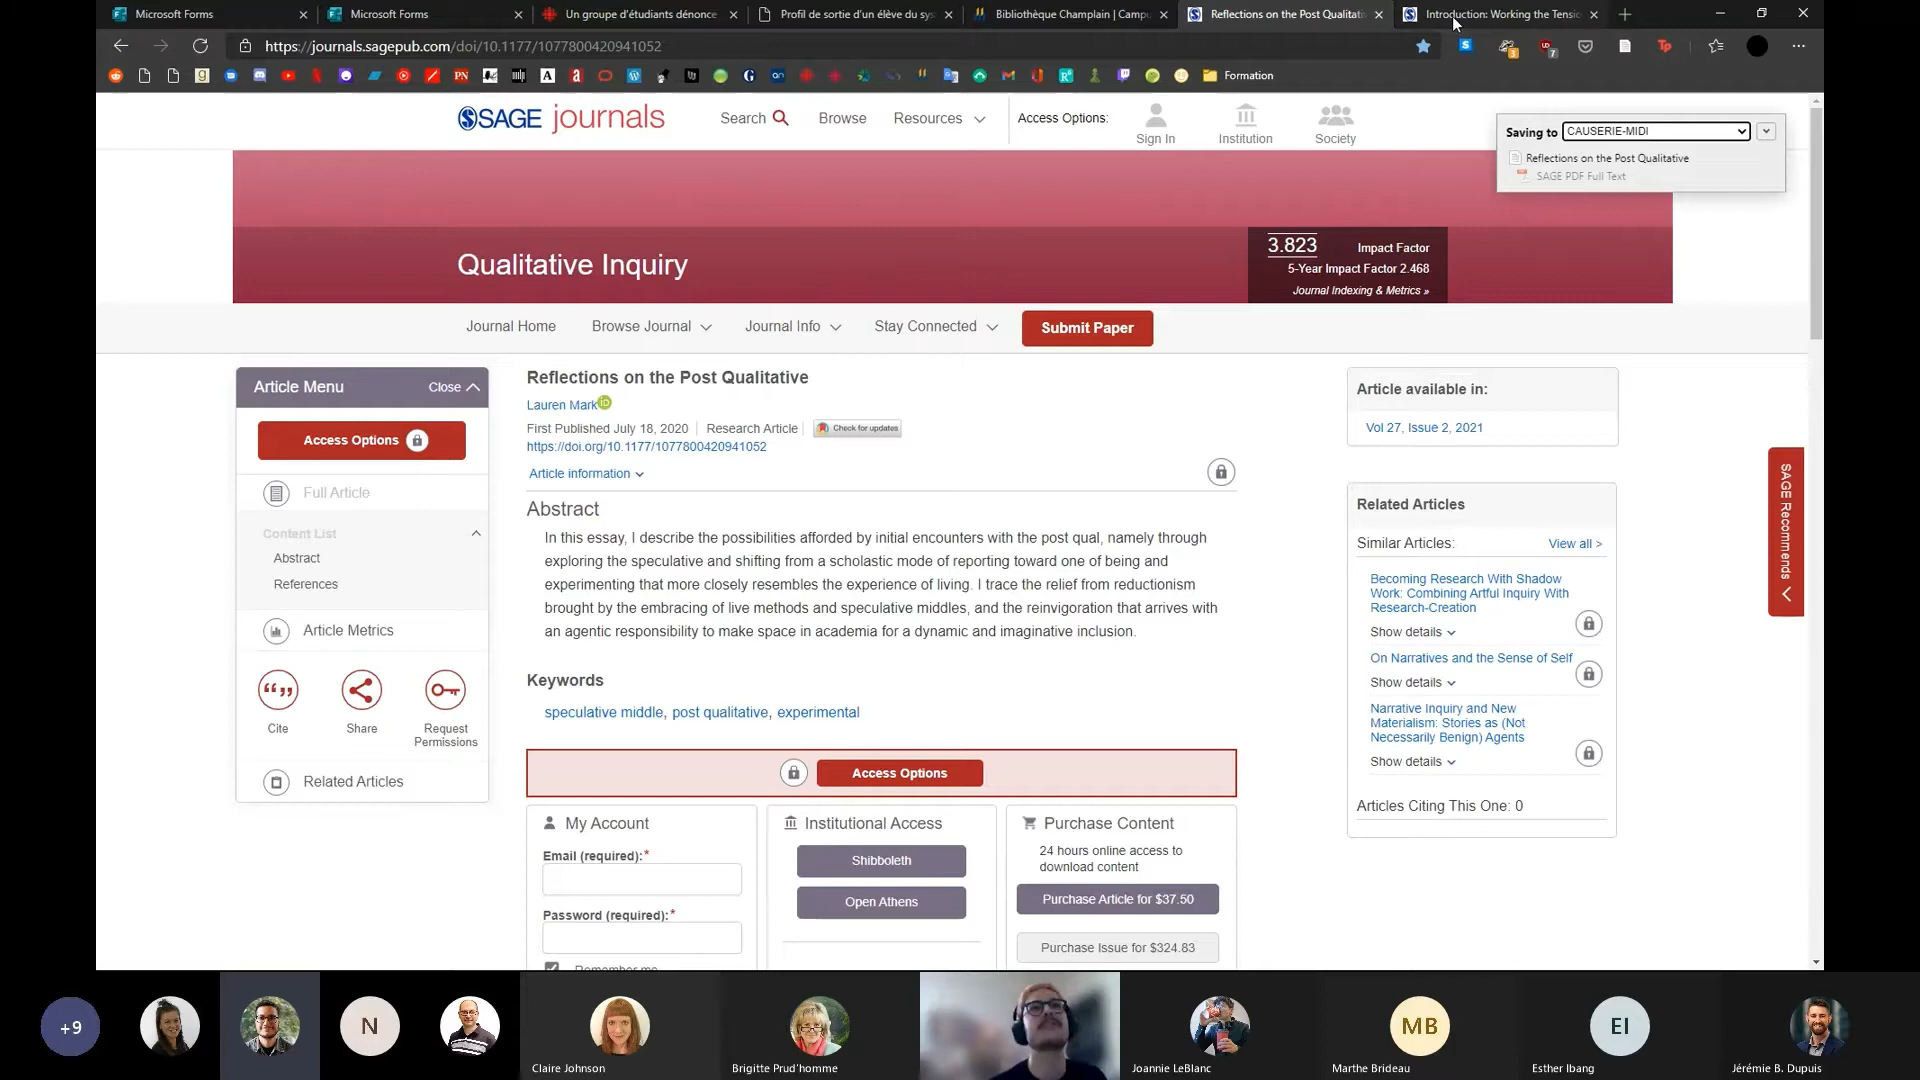 Microsoft Forms
Microsoft Forms
Un groupe d'étudiants dénonce
Profil de sortie d'un élève du sy
Bibliothèque Champlain | Camp
Reflections on the Post Qualitati
Introduction: Working the Tensio
https://journals.sagepub.com/doi/10.1177/1077800420941052
Formation
SAGE journals
Search
Browse
Resources
Access Options:
Sign In
Institution
Society
Saving to
CAUSERIE-MIDI
Reflections on the Post Qualitative
SAGE PDF Full Text
Qualitative Inquiry
3.823
Impact Factor
5-Year Impact Factor 2.468
Journal Indexing & Metrics »
Journal Home
Browse Journal
Journal Info
Stay Connected
Submit Paper
Article Menu
Close
Access Options
Full Article
Content List
Abstract
References
Article Metrics
Cite
Share
Request
Permissions
Related Articles
Reflections on the Post Qualitative
Lauren Mark
First Published July 18, 2020
Research Article
Check for updates
https://doi.org/10.1177/1077800420941052
Article information
Abstract
In this essay, I describe the possibilities afforded by initial encounters with the post qual, namely through
exploring the speculative and shifting from a scholastic mode of reporting toward one of being and
experimenting that more closely resembles the experience of living. I trace the relief from reductionism
brought by the embracing of live methods and speculative middles, and the reinvigoration that arrives with
an agentic responsibility to make space in academia for a dynamic and imaginative inclusion.
Keywords
speculative middle, post qualitative, experimental
Access Options
My Account
Email (required):*
Password (required):*
Remember me
Institutional Access
Shibboleth
Open Athens
Purchase Content
24 hours online access to
download content
Purchase Article for $37.50
Purchase Issue for $324.83
Article available in:
Vol 27, Issue 2, 2021
Related Articles
Similar Articles:
View all >
Becoming Research With Shadow
Work: Combining Artful Inquiry With
Research-Creation
Show details
On Narratives and the Sense of Self
Show details
Narrative Inquiry and New
Materialism: Stories as (Not
Necessarily Benign) Agents
Show details
Articles Citing This One: 0
SAGE Recommends
+9
N
Claire Johnson
Brigitte Prud'homme
Joannie LeBlanc
MB
Marthe Brideau
EI
Esther Ibang
Jérémie B. Dupuis